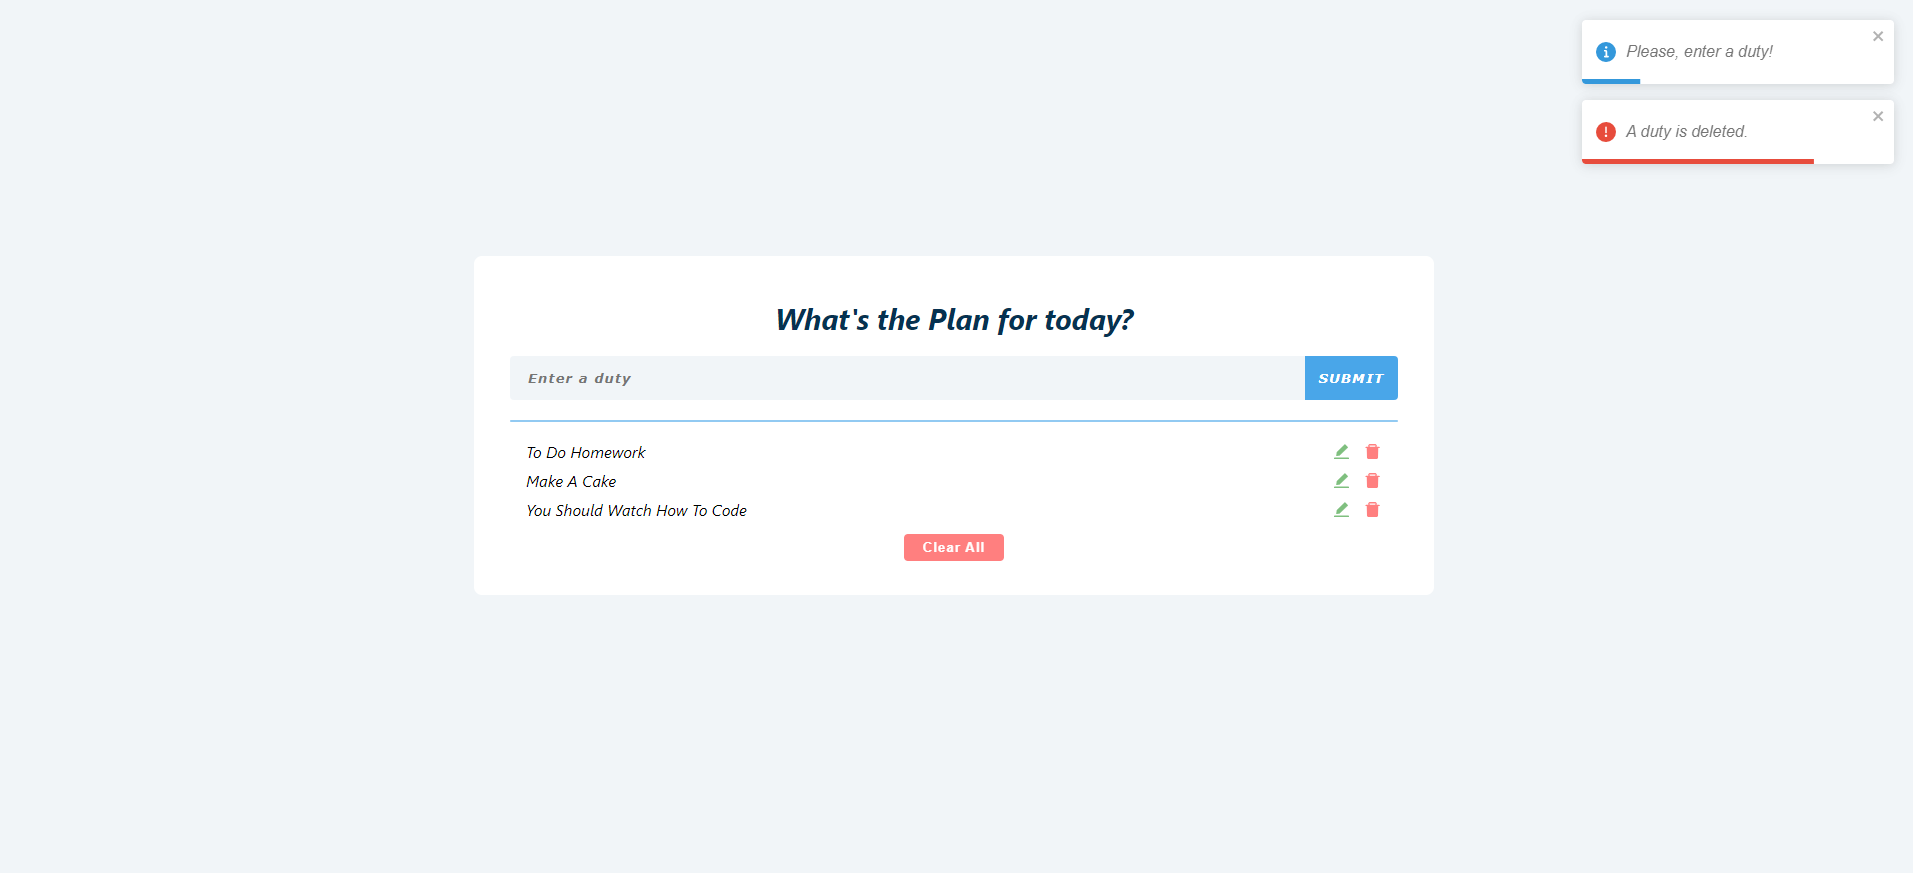 Please, enter a duty!
A duty is deleted.
What's the Plan for today?
Enter a duty
SUBMIT
To Do Homework
Make A Cake
You Should Watch How To Code
Clear All